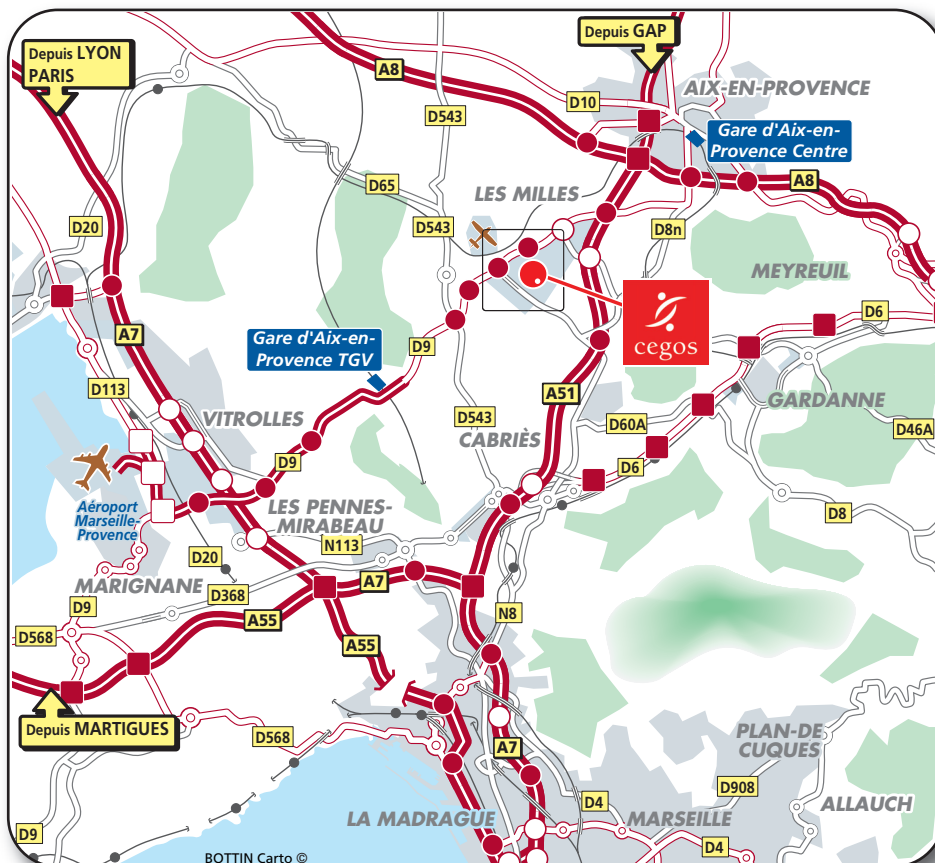 Depuis LYON
PARIS
Depuis GAP
A8
D10
AIX-EN-PROVENCE
D543
Gare d'Aix-en-
Provence Centre
D65
LES MILLES
A8
D20
D543
D8n
MEYREUIL
cegos
D6
A7
Gare d'Aix-en-
Provence TGV
D9
D113
A51
GARDANNE
VITROLLES
D543
D60A
D46A
CABRIÈS
D9
D6
Aéroport
Marseille-
Provence
LES PENNES-
MIRABEAU
D8
N113
D20
MARIGNANE
D368
A7
D9
A55
N8
D568
A55
Depuis MARTIGUES
D568
A7
PLAN-DE
CUQUES
D908
D4
ALLAUCH
LA MADRAGUE
MARSEILLE
D9
D4
BOTTIN Carto ©